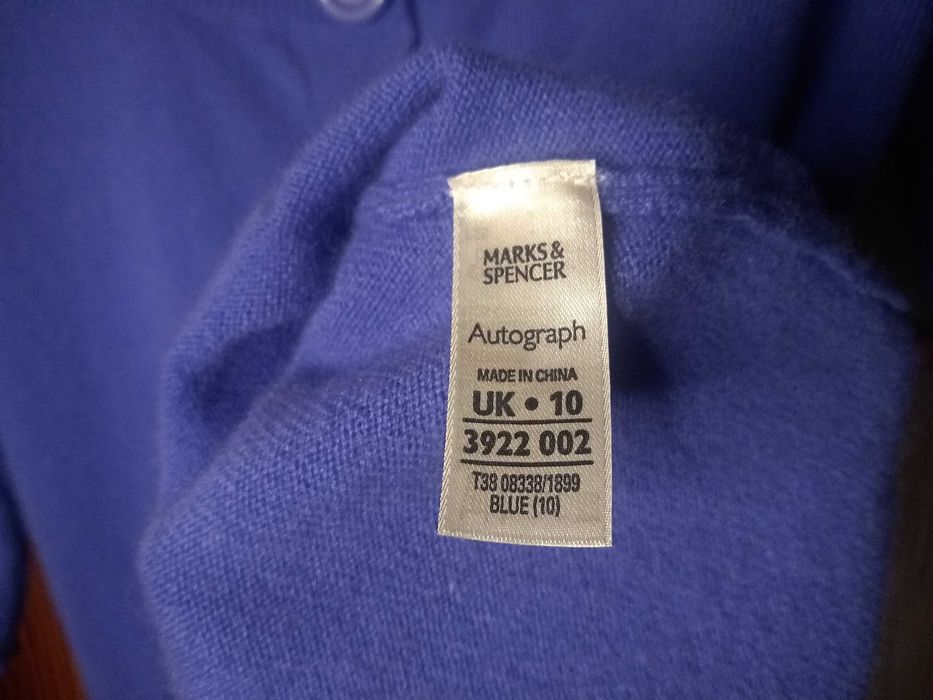 MARKS &
SPENCER
Autograph
MADE IN CHINA
UK • 10
3922 002
T38 08338/1899
BLUE (10)